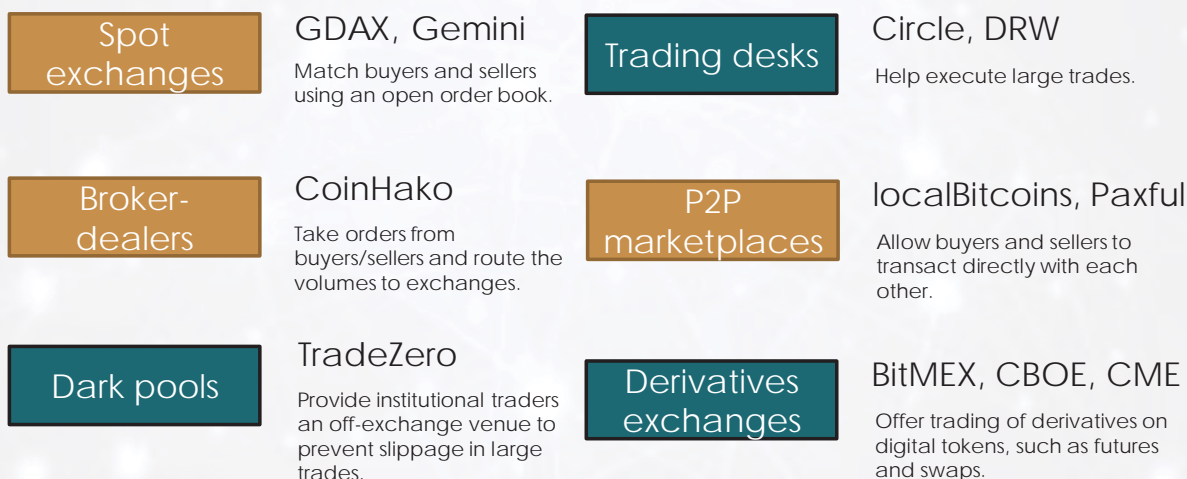 Spot
exchanges
GDAX, Gemini
Match buyers and sellers
using an open order book.
Trading desks
Circle, DRW
Help execute large trades.
Broker-
dealers
CoinHako
Take orders from
buyers/sellers and route the
volumes to exchanges.
P2P
marketplaces
localBitcoins, Paxful
Allow buyers and sellers to
transact directly with each
other.
Dark pools
TradeZero
Provide institutional traders
an off-exchange venue to
prevent slippage in large
trades.
Derivatives
exchanges
BitMEX, CBOE, CME
Offer trading of derivatives on
digital tokens, such as futures
and swaps.